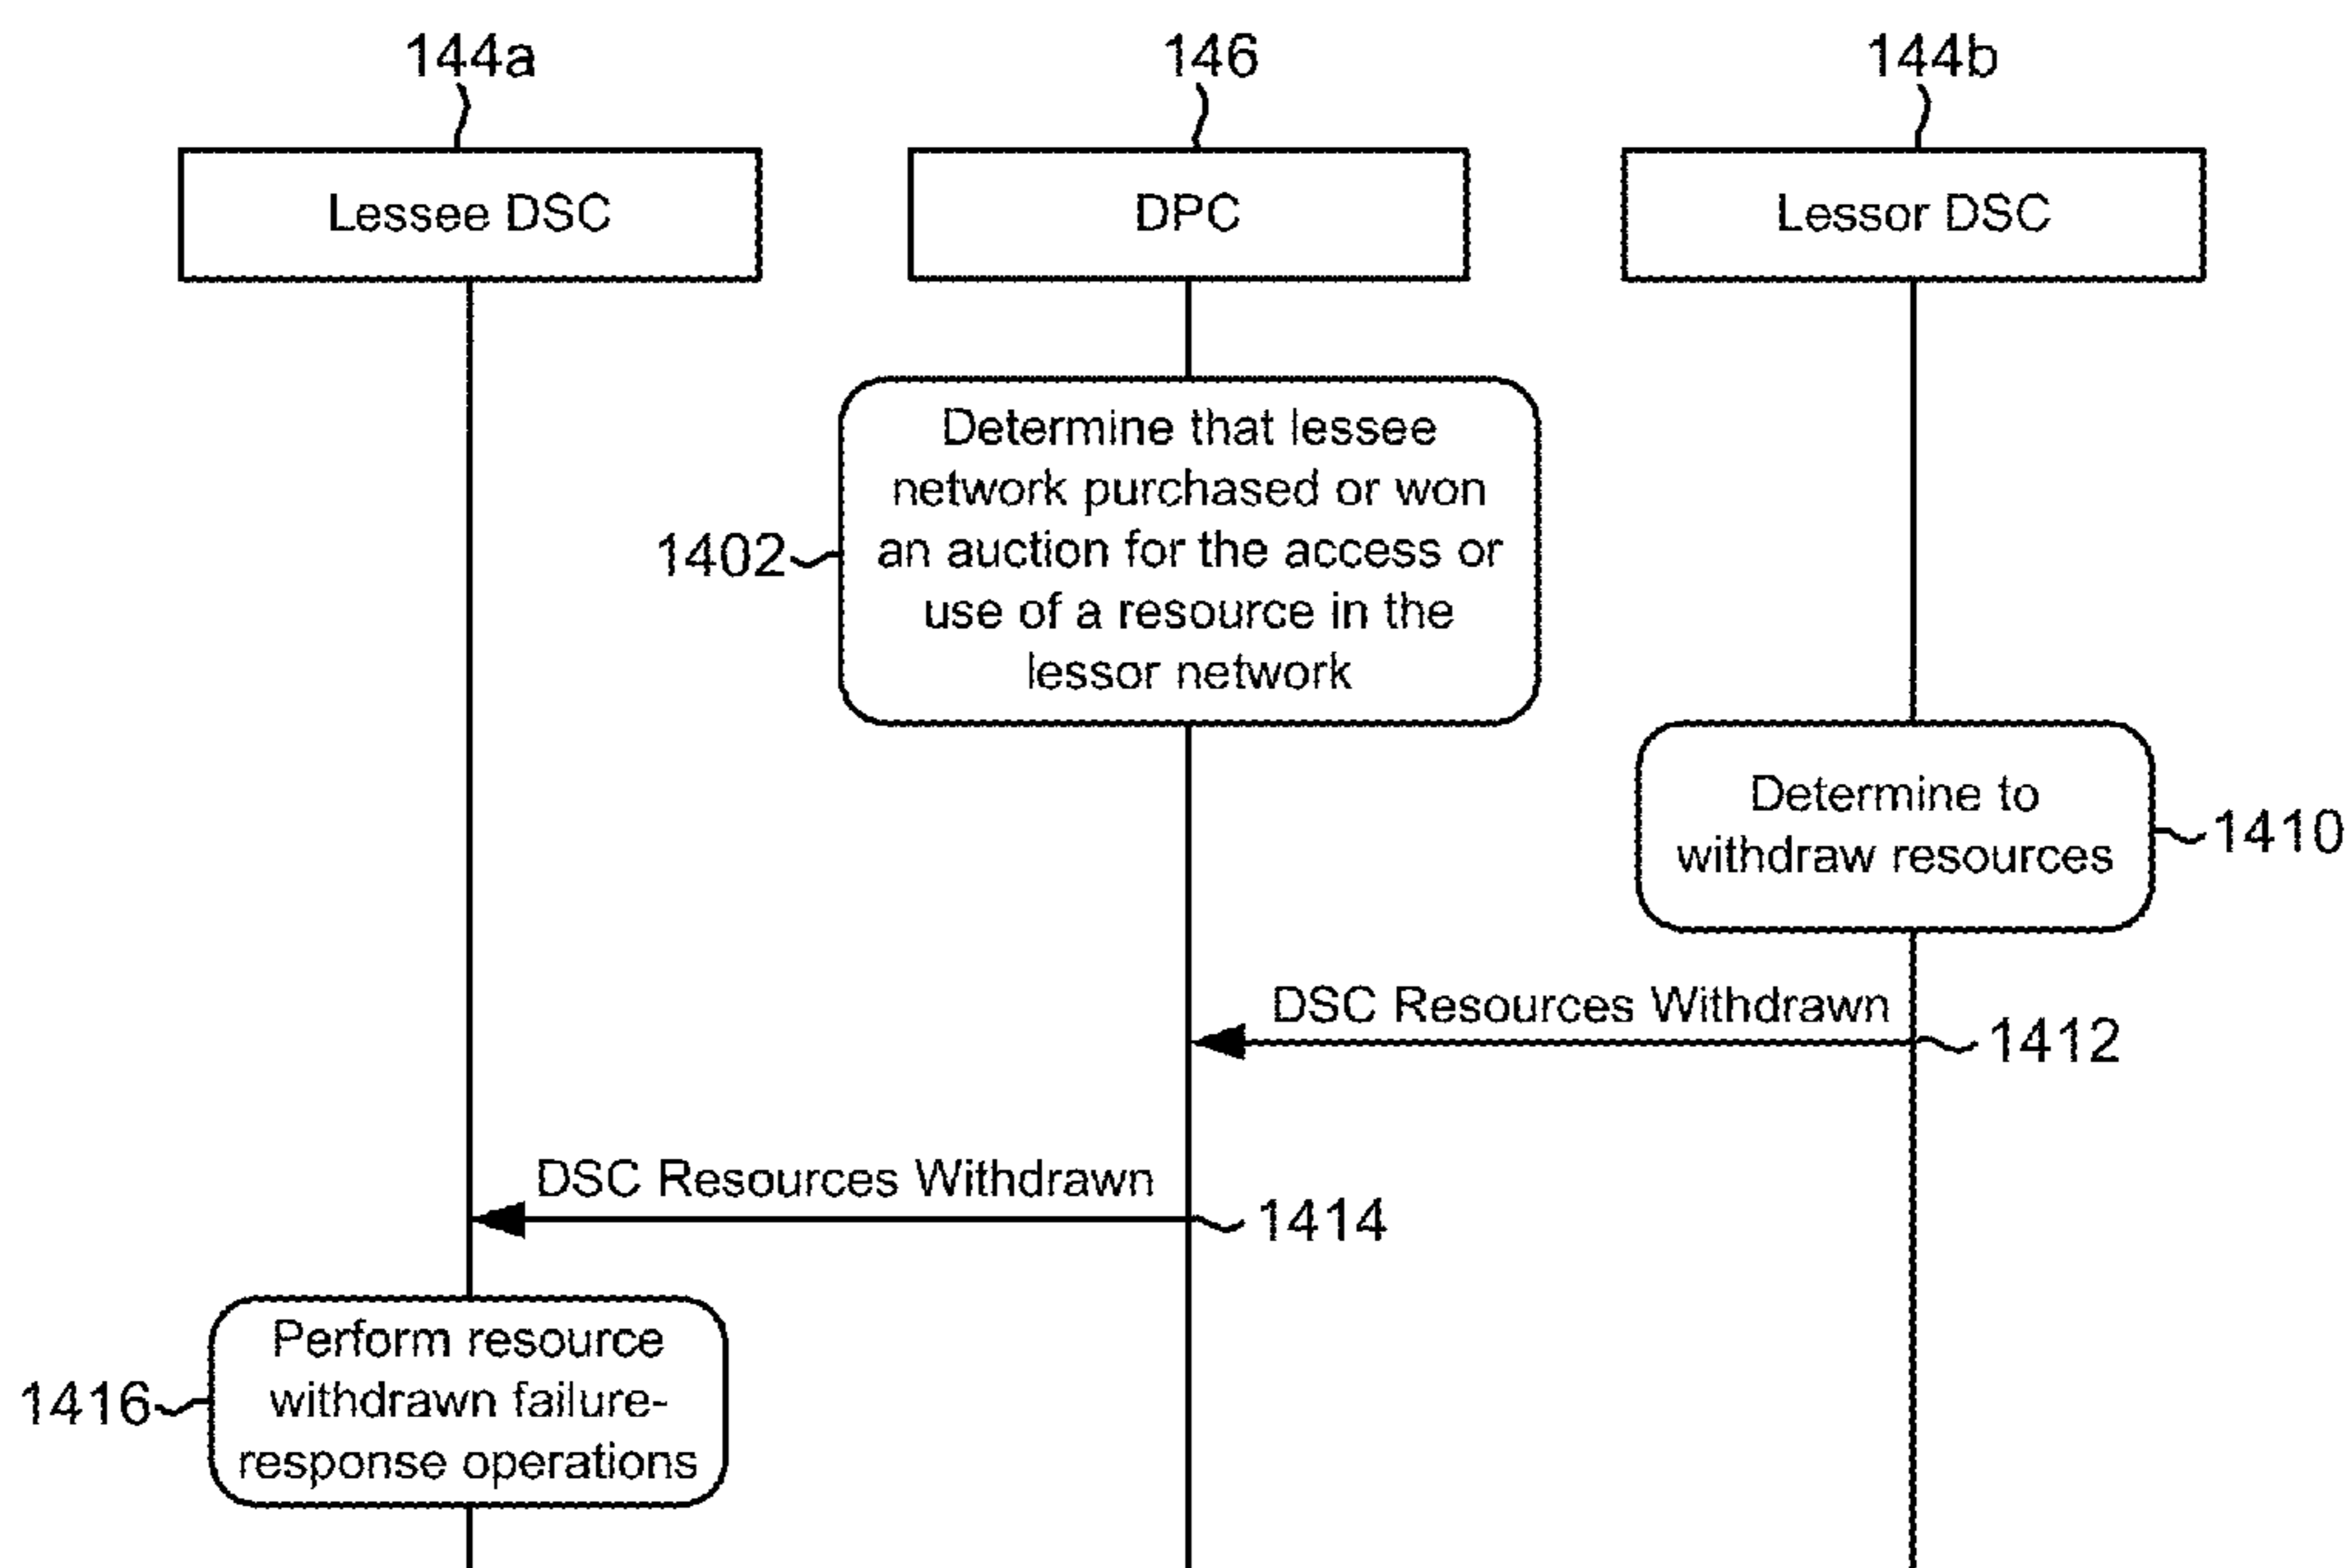 144a
146
144b
Lessee DSC
DPC
Lessor DSC
Determine that lessee
network purchased or won
an auction for the access or
use of a resource in the
lessor network
1402
Determine to
withdraw resources
1410
DSC Resources Withdrawn
1412
DSC Resources Withdrawn
1414
Perform resource
withdrawn failure-
response operations
1416